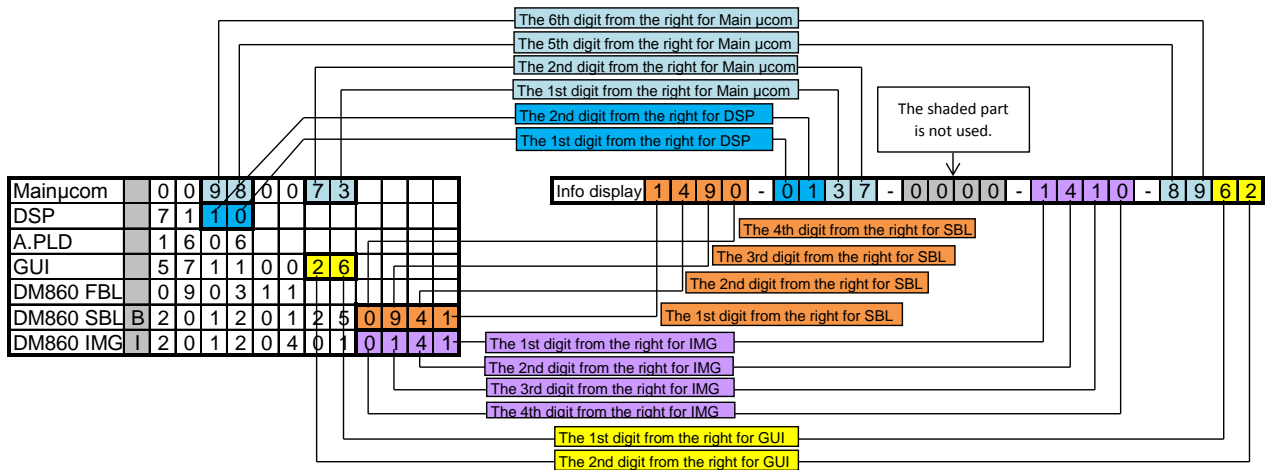 The 6th digit from the right for Main µcom
The 5th digit from the right for Main µcom
The 2nd digit from the right for Main µcom
The 1st digit from the right for Main µcom
The 2nd digit from the right for DSP
The 1st digit from the right for DSP
The shaded part
is not used.
Mainµcom 0 0 9 8 0 0 7 3
DSP 7 1 1 0
A.PLD 1 6 0 6
GUI 5 7 1 1 0 0 2 6
DM860 FBL 0 9 0 3 1 1
DM860 SBL B 2 0 1 2 0 1 2 5 0 9 4 1
DM860 IMG I 2 0 1 2 0 4 0 1 0 1 4 1
Info display 1 4 9 0 - 0 1 3 7 - 0 0 0 0 - 1 4 1 0 - 8 9 6 2
The 4th digit from the right for SBL
The 3rd digit from the right for SBL
The 2nd digit from the right for SBL
The 1st digit from the right for SBL
The 1st digit from the right for IMG
The 2nd digit from the right for IMG
The 3rd digit from the right for IMG
The 4th digit from the right for IMG
The 1st digit from the right for GUI
The 2nd digit from the right for GUI